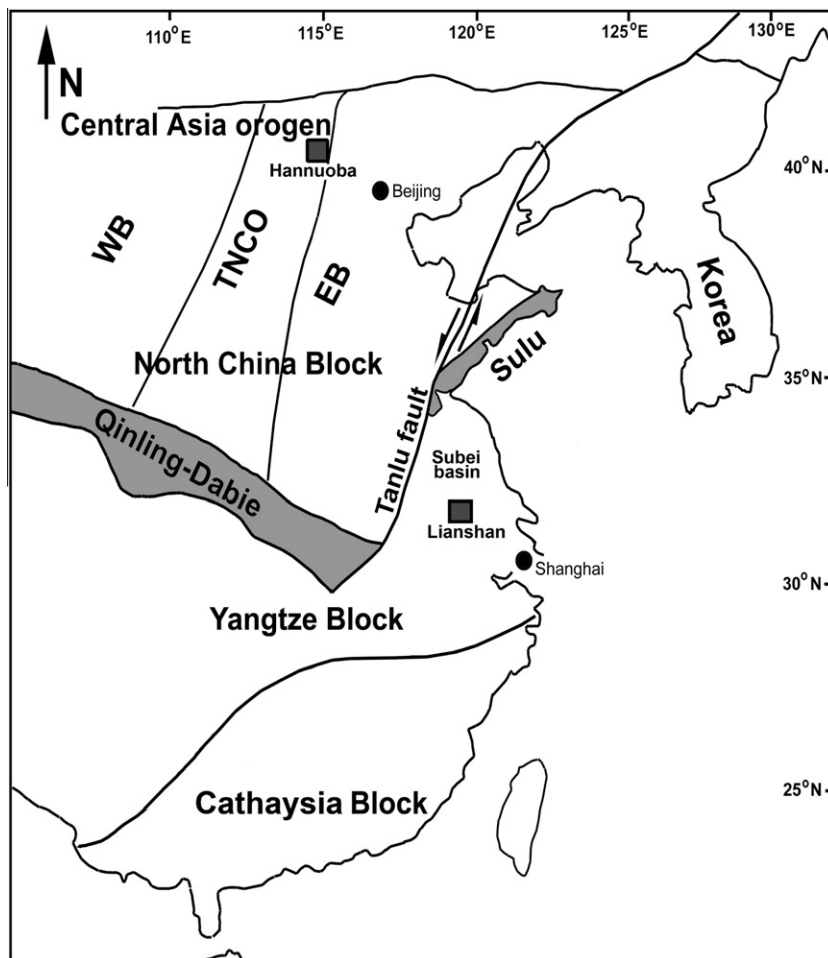 110°E
115°E
120°E
125°E
130°E
N
Central Asia orogen
Hannuoba
40°N
Beijing
WB
TNCO
EB
Korea
North China Block
Sulu
35°N
Qinling-Dabie
Tanlu fault
Subei
basin
Lianshan
Shanghai
30°N
Yangtze Block
25°N
Cathaysia Block